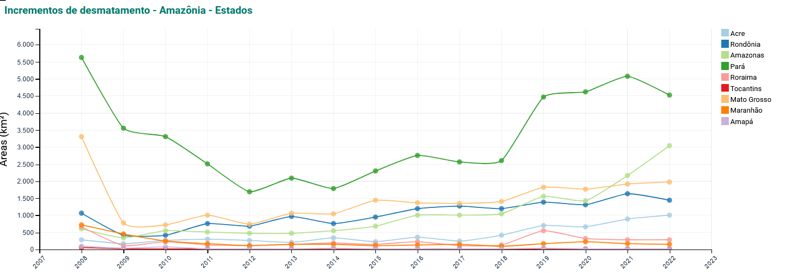 Incrementos de desmatamento - Amazônia - Estados
6.000
5.500
5.000
4.500
4.000
3.500
3.000
2.500
2.000
1.500
1.000
500
0
Áreas (km²)
2007
2008
2009
2010
2011
2012
2013
2014
2015
2016
2017
2018
2019
2020
2021
2022
2023
Acre
Rondônia
Amazonas
Pará
Roraima
Tocantins
Mato Grosso
Maranhão
Amapá